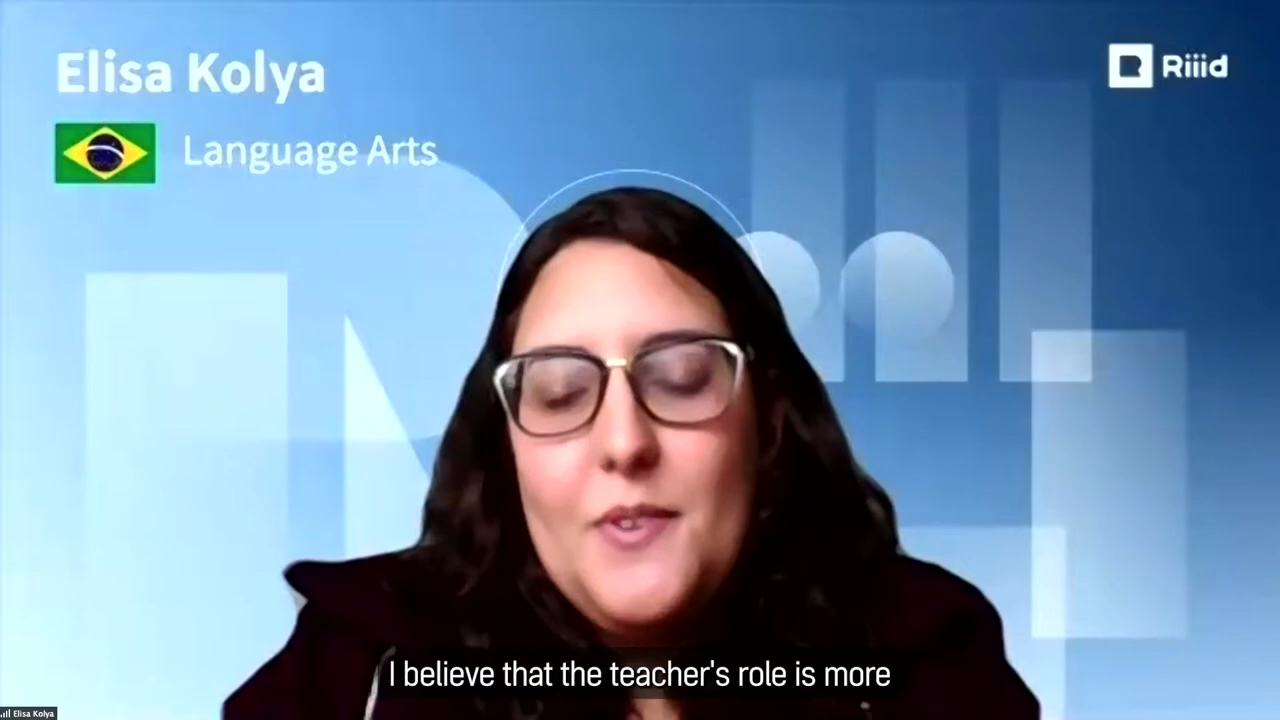 Elisa Kolya
Riiid
Language Arts
I believe that the teacher's role is more
Elisa Kolya